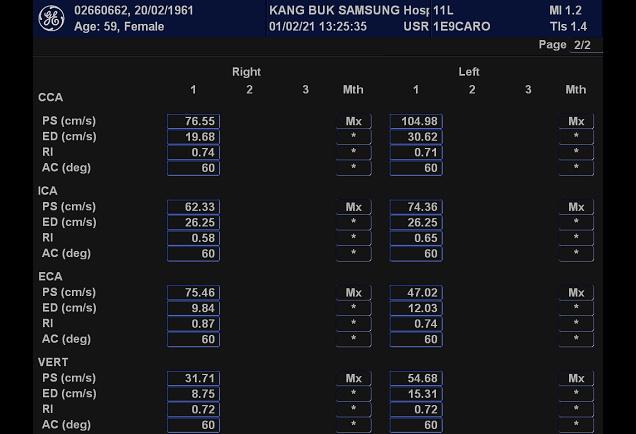 02660662, 20/02/1961 KANG BUK SAMSUNG Hosp 11L MI 1.2
Age: 59, Female 01/02/21 13:25:35 USR 1E9CARO TIs 1.4
Page 2/2
Right Left
1 2 3 Mth 1 2 3 Mth
CCA
PS (cm/s) 76.55 Mx 104.98 Mx
ED (cm/s) 19.68 * 30.62 *
RI 0.74 * 0.71 *
AC (deg) 60 * 60 *
ICA
PS (cm/s) 62.33 Mx 74.36 Mx
ED (cm/s) 26.25 * 26.25 *
RI 0.58 * 0.65 *
AC (deg) 60 * 60 *
ECA
PS (cm/s) 75.46 Mx 47.02 Mx
ED (cm/s) 9.84 * 12.03 *
RI 0.87 * 0.74 *
AC (deg) 60 * 60 *
VERT
PS (cm/s) 31.71 Mx 54.68 Mx
ED (cm/s) 8.75 * 15.31 *
RI 0.72 * 0.72 *
AC (deg) 60 * 60 *